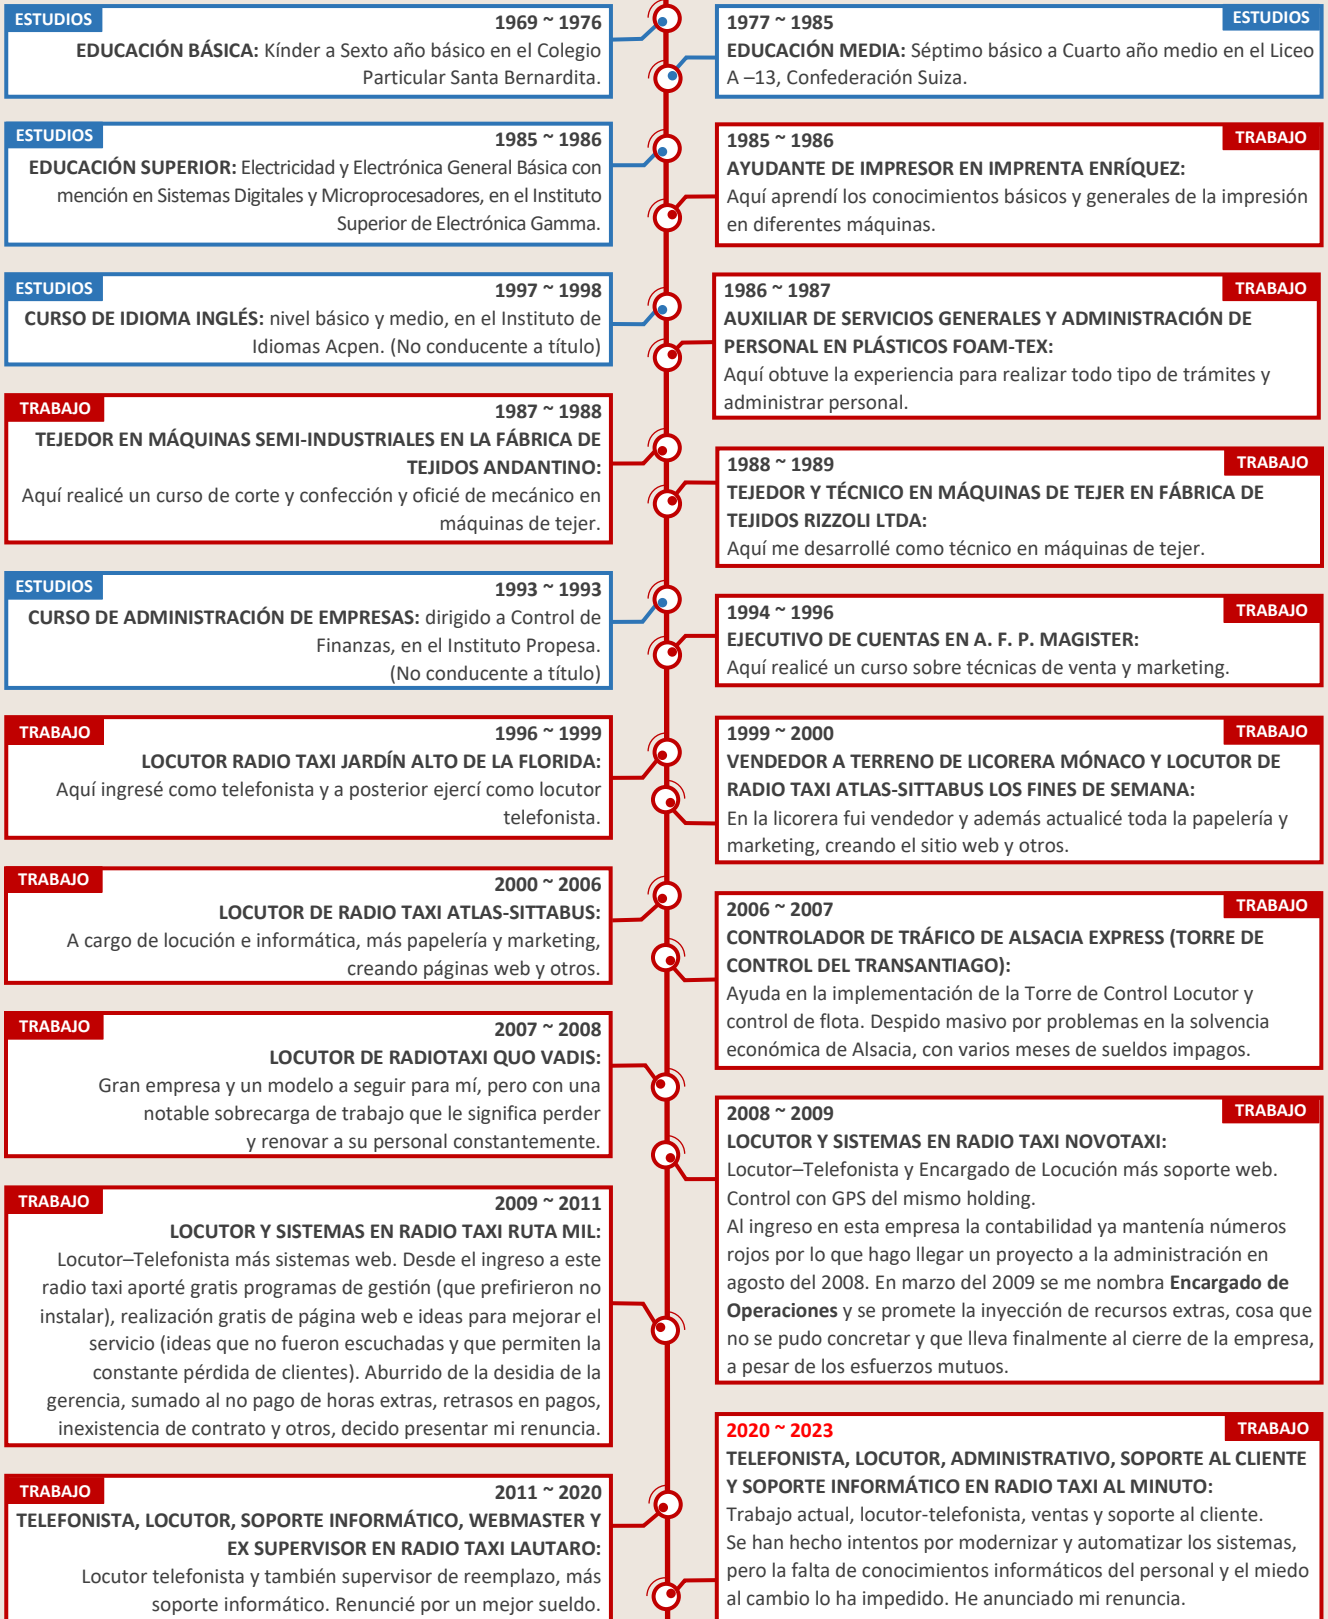 ESTUDIOS
1969 ~ 1976
EDUCACIÓN BÁSICA: Kínder a Sexto año básico en el Colegio
Particular Santa Bernardita.
1977 ~ 1985
ESTUDIOS
EDUCACIÓN MEDIA: Séptimo básico a Cuarto año medio en el Liceo
A –13, Confederación Suiza.
ESTUDIOS
1985 ~ 1986
EDUCACIÓN SUPERIOR: Electricidad y Electrónica General Básica con
mención en Sistemas Digitales y Microprocesadores, en el Instituto
Superior de Electrónica Gamma.
1985 ~ 1986
TRABAJO
AYUDANTE DE IMPRESOR EN IMPRENTA ENRÍQUEZ:
Aquí aprendí los conocimientos básicos y generales de la impresión
en diferentes máquinas.
ESTUDIOS
1997 ~ 1998
CURSO DE IDIOMA INGLÉS: nivel básico y medio, en el Instituto de
Idiomas Acpen. (No conducente a título)
1986 ~ 1987
TRABAJO
AUXILIAR DE SERVICIOS GENERALES Y ADMINISTRACIÓN DE
PERSONAL EN PLÁSTICOS FOAM-TEX:
Aquí obtuve la experiencia para realizar todo tipo de trámites y
administrar personal.
TRABAJO
1987 ~ 1988
TEJEDOR EN MÁQUINAS SEMI-INDUSTRIALES EN LA FÁBRICA DE
TEJIDOS ANDANTINO:
Aquí realicé un curso de corte y confección y oficié de mecánico en
máquinas de tejer.
1988 ~ 1989
TRABAJO
TEJEDOR Y TÉCNICO EN MÁQUINAS DE TEJER EN FÁBRICA DE
TEJIDOS RIZZOLI LTDA:
Aquí me desarrollé como técnico en máquinas de tejer.
ESTUDIOS
1993 ~ 1993
CURSO DE ADMINISTRACIÓN DE EMPRESAS: dirigido a Control de
Finanzas, en el Instituto Propesa.
(No conducente a título)
1994 ~ 1996
TRABAJO
EJECUTIVO DE CUENTAS EN A. F. P. MAGISTER:
Aquí realicé un curso sobre técnicas de venta y marketing.
TRABAJO
1996 ~ 1999
LOCUTOR RADIO TAXI JARDÍN ALTO DE LA FLORIDA:
Aquí ingresé como telefonista y a posterior ejercí como locutor
telefonista.
1999 ~ 2000
TRABAJO
VENDEDOR A TERRENO DE LICORERA MÓNACO Y LOCUTOR DE
RADIO TAXI ATLAS-SITTABUS LOS FINES DE SEMANA:
En la licorera fui vendedor y además actualicé toda la papelería y
marketing, creando el sitio web y otros.
TRABAJO
2000 ~ 2006
LOCUTOR DE RADIO TAXI ATLAS-SITTABUS:
A cargo de locución e informática, más papelería y marketing,
creando páginas web y otros.
2006 ~ 2007
TRABAJO
CONTROLADOR DE TRÁFICO DE ALSACIA EXPRESS (TORRE DE
CONTROL DEL TRANSANTIAGO):
Ayuda en la implementación de la Torre de Control Locutor y
control de flota. Despido masivo por problemas en la solvencia
económica de Alsacia, con varios meses de sueldos impagos.
TRABAJO
2007 ~ 2008
LOCUTOR DE RADIOTAXI QUO VADIS:
Gran empresa y un modelo a seguir para mí, pero con una
notable sobrecarga de trabajo que le significa perder
y renovar a su personal constantemente.
2008 ~ 2009
TRABAJO
LOCUTOR Y SISTEMAS EN RADIO TAXI NOVOTAXI:
Locutor–Telefonista y Encargado de Locución más soporte web.
Control con GPS del mismo holding.
Al ingreso en esta empresa la contabilidad ya mantenía números
rojos por lo que hago llegar un proyecto a la administración en
agosto del 2008. En marzo del 2009 se me nombra Encargado de
Operaciones y se promete la inyección de recursos extras, cosa que
no se pudo concretar y que lleva finalmente al cierre de la empresa,
a pesar de los esfuerzos mutuos.
TRABAJO
2009 ~ 2011
LOCUTOR Y SISTEMAS EN RADIO TAXI RUTA MIL:
Locutor–Telefonista más sistemas web. Desde el ingreso a este
radio taxi aporté gratis programas de gestión (que prefirieron no
instalar), realización gratis de página web e ideas para mejorar el
servicio (ideas que no fueron escuchadas y que permiten la
constante pérdida de clientes). Aburrido de la desidia de la
gerencia, sumado al no pago de horas extras, retrasos en pagos,
inexistencia de contrato y otros, decido presentar mi renuncia.
2020 ~ 2023
TRABAJO
TELEFONISTA, LOCUTOR, ADMINISTRATIVO, SOPORTE AL CLIENTE
Y SOPORTE INFORMÁTICO EN RADIO TAXI AL MINUTO:
Trabajo actual, locutor-telefonista, ventas y soporte al cliente.
Se han hecho intentos por modernizar y automatizar los sistemas,
pero la falta de conocimientos informáticos del personal y el miedo
al cambio lo ha impedido. He anunciado mi renuncia.
TRABAJO
2011 ~ 2020
TELEFONISTA, LOCUTOR, SOPORTE INFORMÁTICO, WEBMASTER Y
EX SUPERVISOR EN RADIO TAXI LAUTARO:
Locutor telefonista y también supervisor de reemplazo, más
soporte informático. Renuncié por un mejor sueldo.